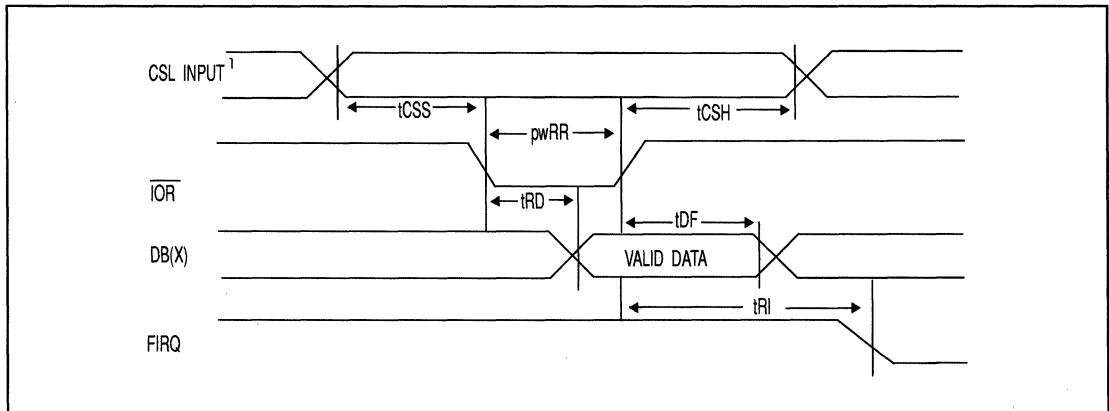 CSL INPUT 1
tCSS
tCSH
pwRR
IOR
tRD
tDF
DB(X)
VALID DATA
tRI
FIRQ